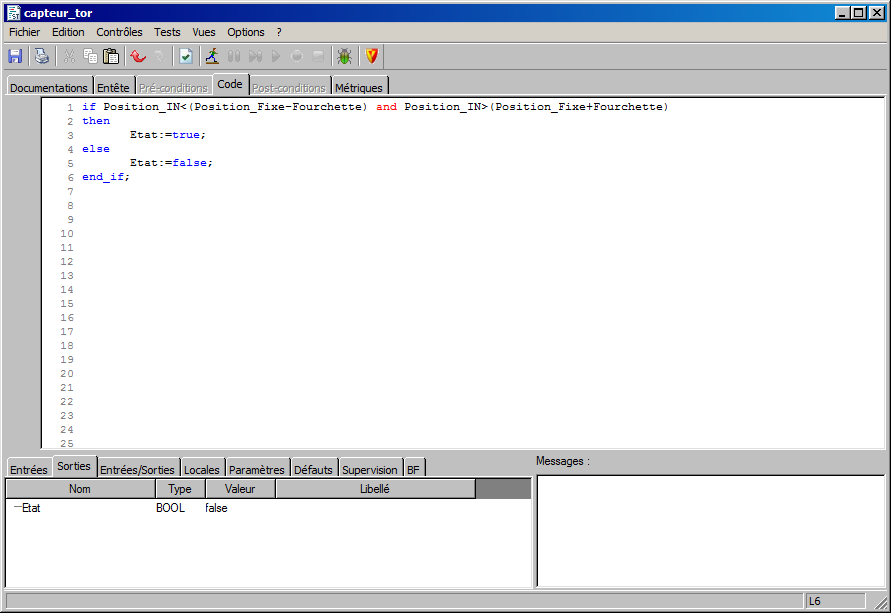 capteur_tor
Fichier Edition Contrôles Tests Vues Options ?
Documentations Entête Pré-conditions Code Post-conditions Métriques
1 if Position_IN<(Position_Fixe-Fourchette) and Position_IN>(Position_Fixe+Fourchette)
2 then
3 Etat:=true;
4 else
5 Etat:=false;
6 end_if;
7
8
9
10
11
12
13
14
15
16
17
18
19
20
21
22
23
24
25
Entrées Sorties Entrées/Sorties Locales Paramètres Défauts Supervision BF
Messages :
Nom Type Valeur Libellé
Etat BOOL false
L6